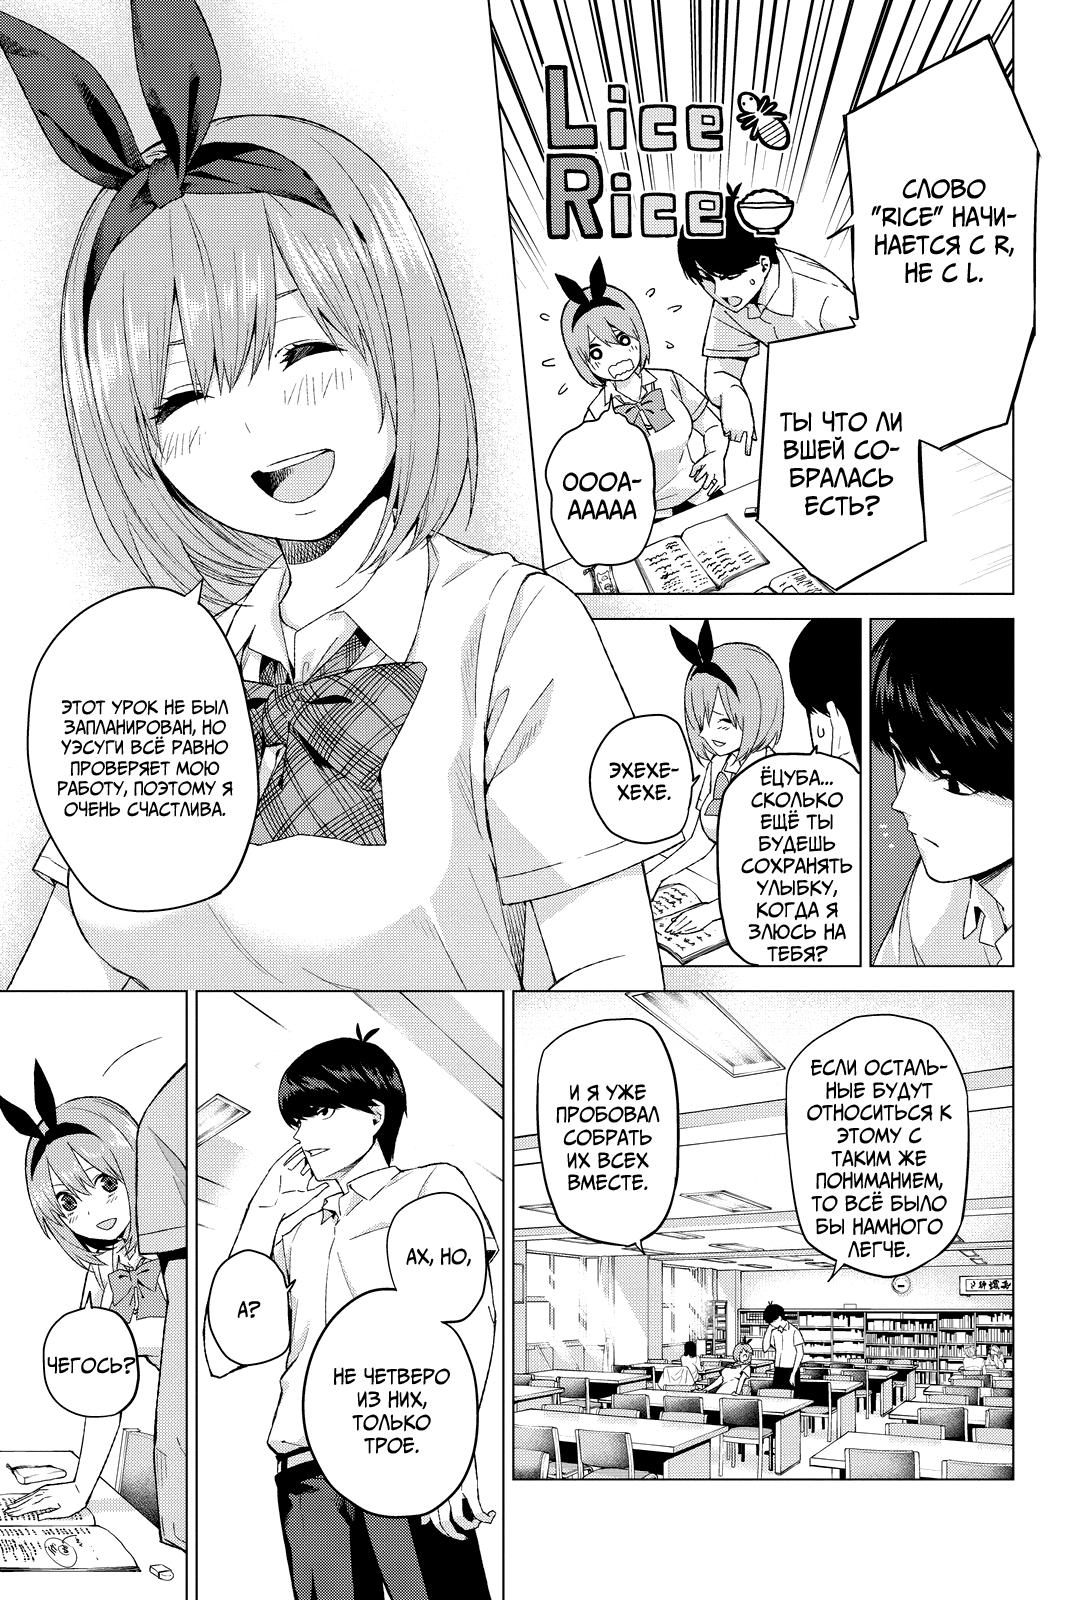 СЛОВО
"RICE" НАЧИ-
НАЕТСЯ С R,
НЕ С L.
Lice
Rice
ТЫ ЧТО ЛИ
ВШЕЙ СО-
БРАЛАСЬ
ЕСТЬ?
ОООА-
ААААА
ЁЦУБА...
СКОЛЬКО
ЕЩЁ ТЫ
БУДЕШЬ
СОХРАНЯТЬ
УЛЫБКУ,
КОГДА Я
ЗЛЮСЬ НА
ТЕБЯ?
ЭХЕХЕ-
ХЕХЕ.
ЭТОТ УРОК НЕ БЫЛ
ЗАПЛАНИРОВАН, НО
УЭСУГИ ВСЁ РАВНО
ПРОВЕРЯЕТ МОЮ
РАБОТУ, ПОЭТОМУ Я
ОЧЕНЬ СЧАСТЛИВА.
ЕСЛИ ОСТАЛЬ-
НЫЕ БУДУТ
ОТНОСИТЬСЯ К
ЭТОМУ С
ТАКИМ ЖЕ
ПОНИМАНИЕМ,
ТО ВСЁ БЫЛО
БЫ НАМНОГО
ЛЕГЧЕ.
И Я УЖЕ
ПРОБОВАЛ
СОБРАТЬ
ИХ ВСЕХ
ВМЕСТЕ.
АХ, НО,
НЕ ЧЕТВЕРО
ИЗ НИХ,
ТОЛЬКО
ТРОЕ.
А?
ЧЕГОСЬ?